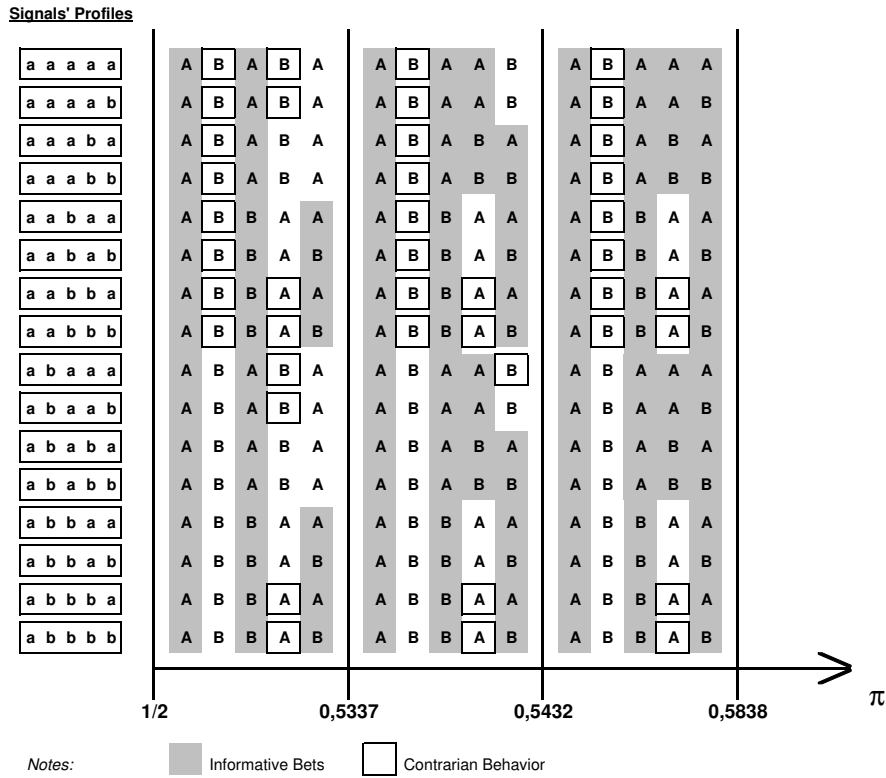 Signals' Profiles
a a a a a A B A B A A B A A B A B A A A
a a a a b A B A B A A B A A B A B A A B
a a a b a A B A B A A B A B A A B A B A
a a a b b A B A B A A B A B B A B A B B
a a b a a A B B A A A B B A A A B B A A
a a b a b A B B A B A B B A B A B B A B
a a b b a A B B A A A B B A A A B B A A
a a b b b A B B A B A B B A B A B B A B
a b a a a A B A B A A B A A B A B A A A
a b a a b A B A B A A B A A B A B A A B
a b a b a A B A B A A B A B A A B A B A
a b a b b A B A B A A B A B B A B A B B
a b b a a A B B A A A B B A A A B B A A
a b b a b A B B A B A B B A B A B B A B
a b b b a A B B A A A B B A A A B B A A
a b b b b A B B A B A B B A B A B B A B
π
1/2 0,5337 0,5432 0,5838
Notes: Informative Bets Contrarian Behavior